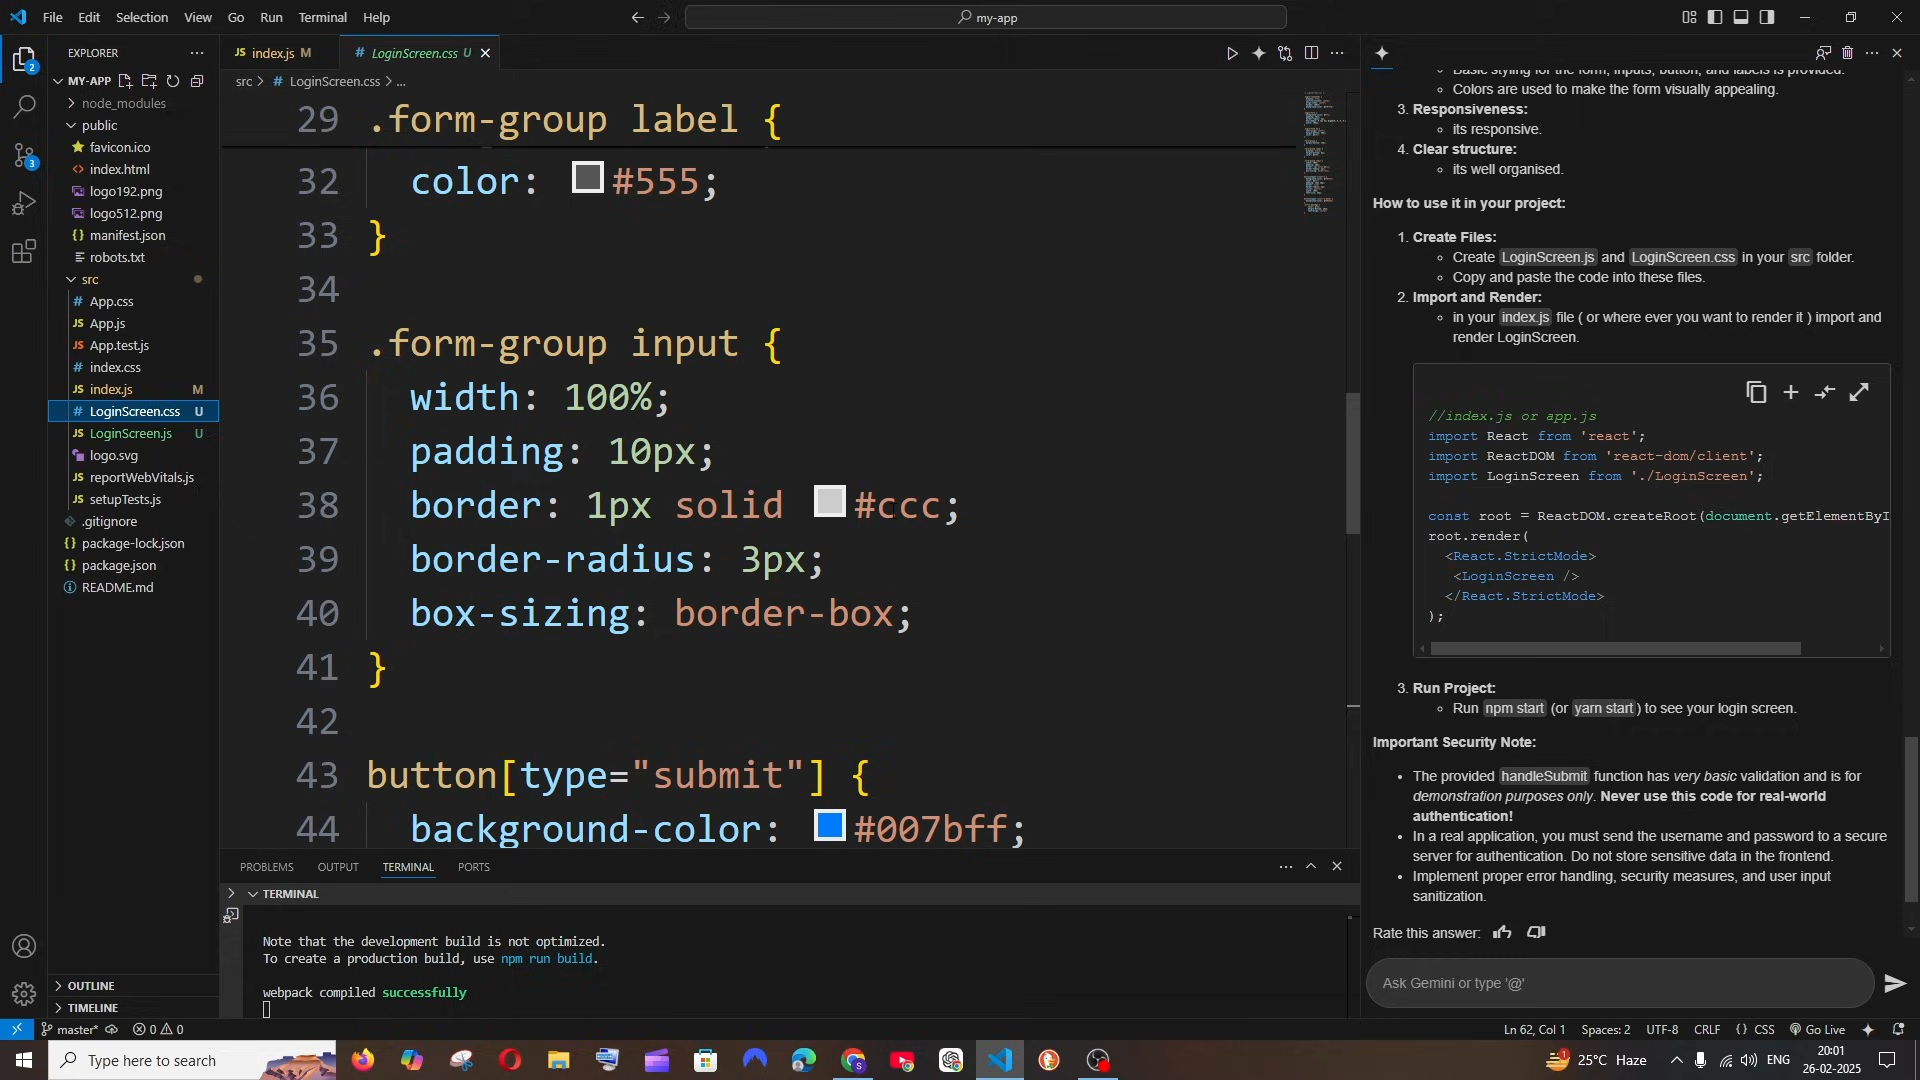 File Edit Selection View Go Run Terminal Help
my-app
EXPLORER
MY-APP
node_modules
public
favicon.ico
index.html
logo192.png
logo512.png
manifest.json
robots.txt
src
App.css
App.js
App.test.js
index.css
index.js M
LoginScreen.css U
LoginScreen.js U
logo.svg
reportWebVitals.js
setupTests.js
.gitignore
package-lock.json
package.json
README.md
OUTLINE
TIMELINE
2
3
JS index.js M
# LoginScreen.css U
src > # LoginScreen.css > ...
29 .form-group label {
32 color: #555;
33 }
34
35 .form-group input {
36 width: 100%;
37 padding: 10px;
38 border: 1px solid #ccc;
39 border-radius: 3px;
40 box-sizing: border-box;
41 }
42
43 button[type="submit"] {
44 background-color: #007bff;
PROBLEMS OUTPUT TERMINAL PORTS
TERMINAL
Note that the development build is not optimized.
To create a production build, use npm run build.
webpack compiled successfully
Basic styling for the form, inputs, button, and labels is provided.
Colors are used to make the form visually appealing.
3. Responsiveness:
its responsive.
4. Clear structure:
its well organised.
How to use it in your project:
1. Create Files:
Create LoginScreen.js and LoginScreen.css in your src folder.
Copy and paste the code into these files.
2. Import and Render:
in your index.js file ( or where ever you want to render it ) import and
render LoginScreen.
//index.js or app.js
import React from 'react';
import ReactDOM from 'react-dom/client';
import LoginScreen from './LoginScreen';
const root = ReactDOM.createRoot(document.getElementByI
root.render(
<React.StrictMode>
<LoginScreen />
</React.StrictMode>
);
3. Run Project:
Run npm start (or yarn start) to see your login screen.
Important Security Note:
The provided handleSubmit function has very basic validation and is for
demonstration purposes only. Never use this code for real-world
authentication!
In a real application, you must send the username and password to a secure
server for authentication. Do not store sensitive data in the frontend.
Implement proper error handling, security measures, and user input
sanitization.
Rate this answer:
Ask Gemini or type '@'
master* 0 0
Ln 62, Col 1 Spaces: 2 UTF-8 CRLF {} CSS Go Live
Type here to search
25°C Haze
ENG
20:01
26-02-2025